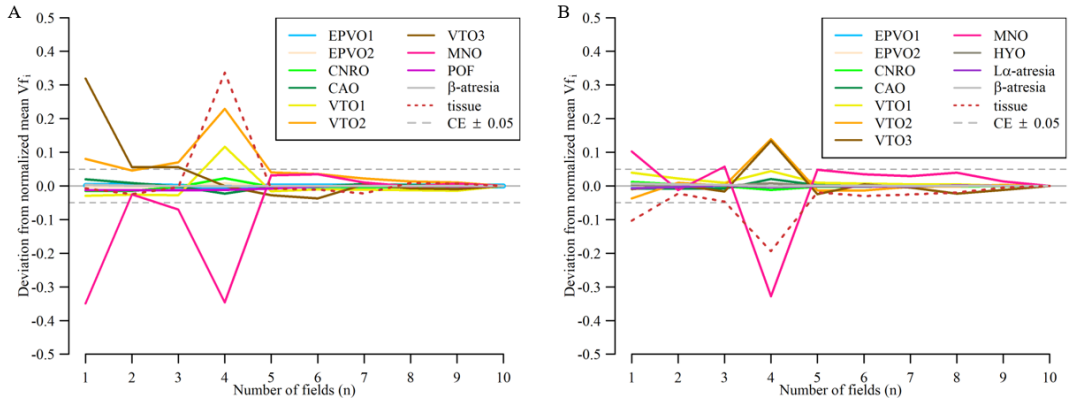 A
Deviation from normalized mean Vfi
0.5
0.4
0.3
0.2
0.1
0.0
-0.1
-0.2
-0.3
-0.4
-0.5
EPVO1
EPVO2
CNRO
CAO
VTO1
VTO2
VTO3
MNO
POF
β-atresia
tissue
CE ± 0.05
1 2 3 4 5 6 7 8 9 10
Number of fields (n)
B
Deviation from normalized mean Vfi
0.5
0.4
0.3
0.2
0.1
0.0
-0.1
-0.2
-0.3
-0.4
-0.5
EPVO1
EPVO2
CNRO
CAO
VTO1
VTO2
VTO3
MNO
HYO
Lα-atresia
β-atresia
tissue
CE ± 0.05
1 2 3 4 5 6 7 8 9 10
Number of fields (n)